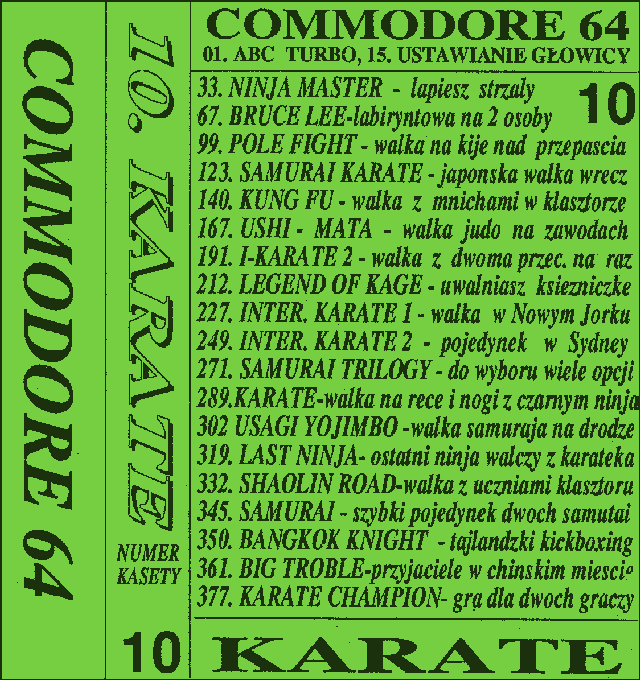 COMMODORE 64
10. KARATE
NUMER
KASETY
10
COMMODORE 64
01. ABC TURBO, 15. USTAWIANIE GŁOWICY
10
33. NINJA MASTER - lapiesz strzaly
67. BRUCE LEE-labiryntowa na 2 osoby
99. POLE FIGHT - walka na kije nad przepascia
123. SAMURAI KARATE - japonska walka wrecz
140. KUNG FU - walka z mnichami w klasztorze
167. USHI - MATA - walka judo na zawodach
191. I-KARATE 2 - walka z dwoma przec. na raz
212. LEGEND OF KAGE - uwalniasz ksiezniczke
227. INTER. KARATE 1 - walka w Nowym Jorku
249. INTER. KARATE 2 - pojedynek w Sydney
271. SAMURAI TRILOGY - do wyboru wiele opcji
289.KARATE-walka na rece i nogi z czarnym ninja
302 USAGI YOJIMBO -walka samuraja na drodze
319. LAST NINJA- ostatni ninja walczy z karateka
332. SHAOLIN ROAD-walka z uczniami klasztoru
345. SAMURAI - szybki pojedynek dwoch samutai
350. BANGKOK KNIGHT - tajlandzki kickboxing
361. BIG TROBLE-przyjaciele w chinskim miescie
377. KARATE CHAMPION- gra dla dwoch graczy
KARATE